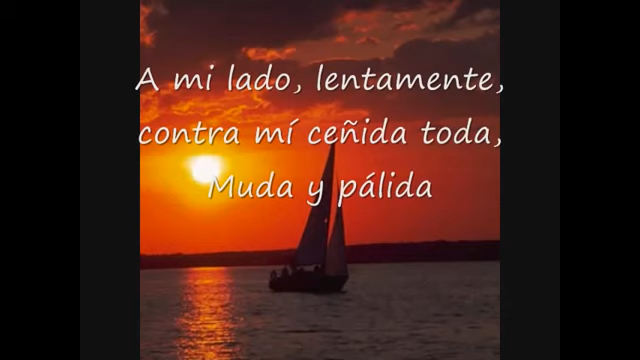 A mi lado, lentamente,
contra mí ceñida toda,
Muda y pálida